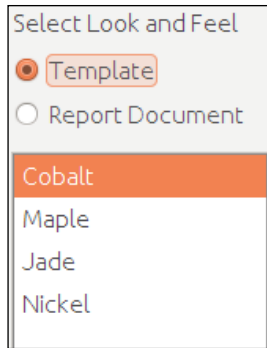 Select Look and Feel
Template
Report Document
Cobalt
Maple
Jade
Nickel